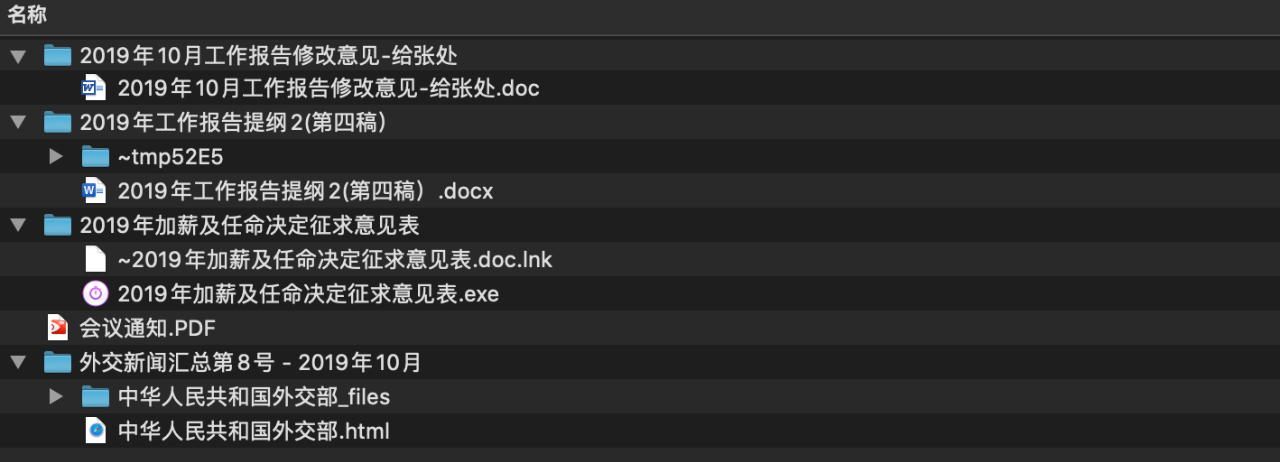 名称
2019年10月工作报告修改意见-给张处
2019年10月工作报告修改意见-给张处.doc
2019年工作报告提纲2(第四稿）
~tmp52E5
2019年工作报告提纲2(第四稿）.docx
2019年加薪及任命决定征求意见表
~2019年加薪及任命决定征求意见表.doc.lnk
2019年加薪及任命决定征求意见表.exe
会议通知.PDF
外交新闻汇总第8号 - 2019年10月
中华人民共和国外交部_files
中华人民共和国外交部.html